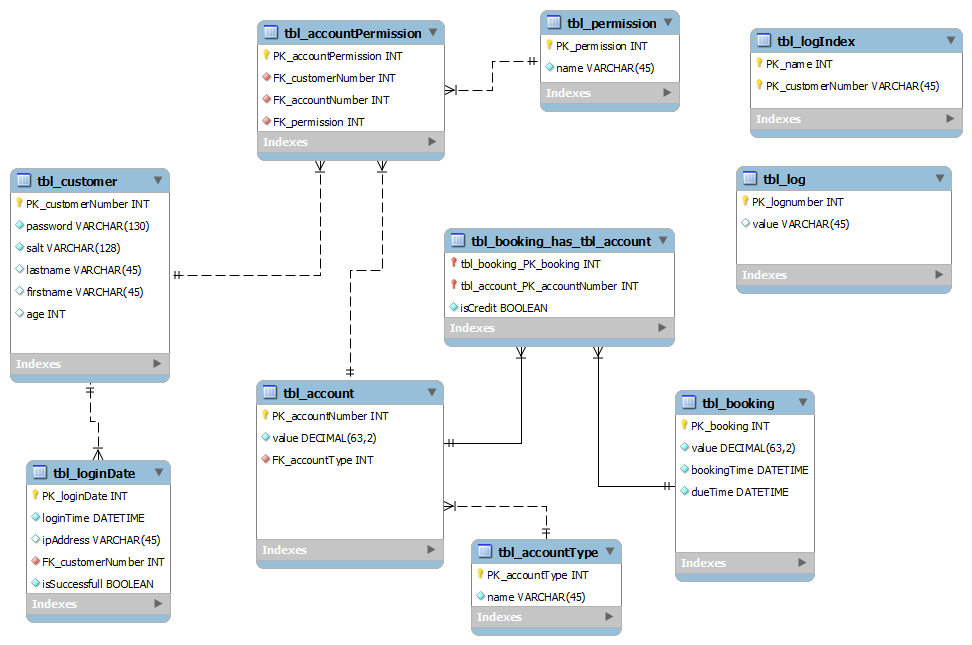 tbl_accountPermission
PK_accountPermission INT
FK_customerNumber INT
FK_accountNumber INT
FK_permission INT
Indexes
tbl_permission
PK_permission INT
name VARCHAR(45)
Indexes
tbl_logIndex
PK_name INT
PK_customerNumber VARCHAR(45)
Indexes
tbl_customer
PK_customerNumber INT
password VARCHAR(130)
salt VARCHAR(128)
lastname VARCHAR(45)
firstname VARCHAR(45)
age INT
Indexes
tbl_log
PK_lognumber INT
value VARCHAR(45)
Indexes
tbl_booking_has_tbl_account
tbl_booking_PK_booking INT
tbl_account_PK_accountNumber INT
isCredit BOOLEAN
Indexes
tbl_account
PK_accountNumber INT
value DECIMAL(63,2)
FK_accountType INT
Indexes
tbl_booking
PK_booking INT
value DECIMAL(63,2)
bookingTime DATETIME
dueTime DATETIME
Indexes
tbl_loginDate
PK_loginDate INT
loginTime DATETIME
ipAddress VARCHAR(45)
FK_customerNumber INT
isSuccessfull BOOLEAN
Indexes
tbl_accountType
PK_accountType INT
name VARCHAR(45)
Indexes